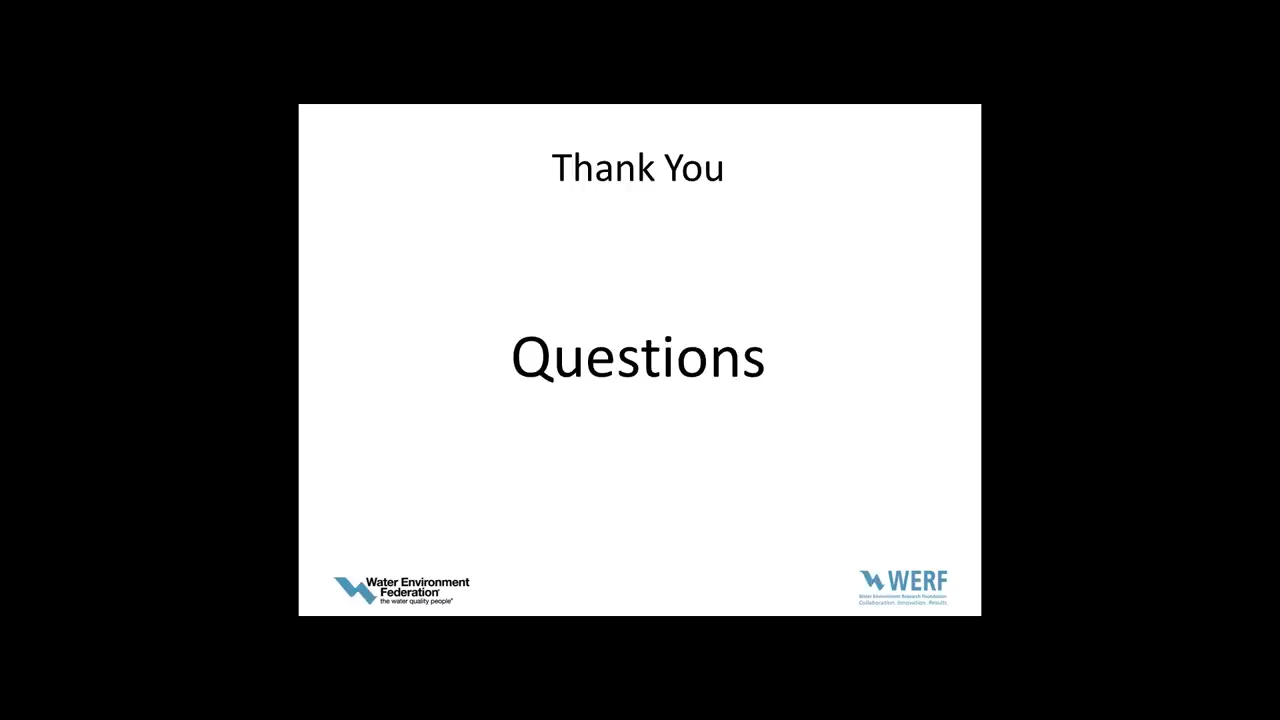 Thank You
Questions
Water Environment
Federation®
the water quality people®
WERF
Water Environment Research Foundation
Collaboration. Innovation. Results.